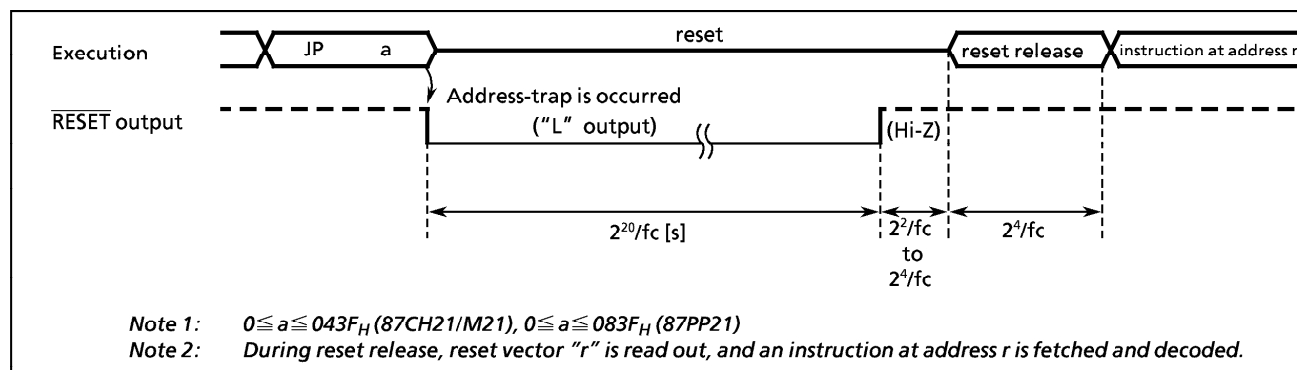 Execution
JP a
reset
reset release
instruction at address r
Address-trap is occurred
("L" output)
RESET output
(Hi-Z)
2²⁰/fc [s]
2²/fc
to
2⁴/fc
2⁴/fc
Note 1: 0≦a≦043F_H (87CH21/M21), 0≦a≦083F_H (87PP21)
Note 2: During reset release, reset vector "r" is read out, and an instruction at address r is fetched and decoded.